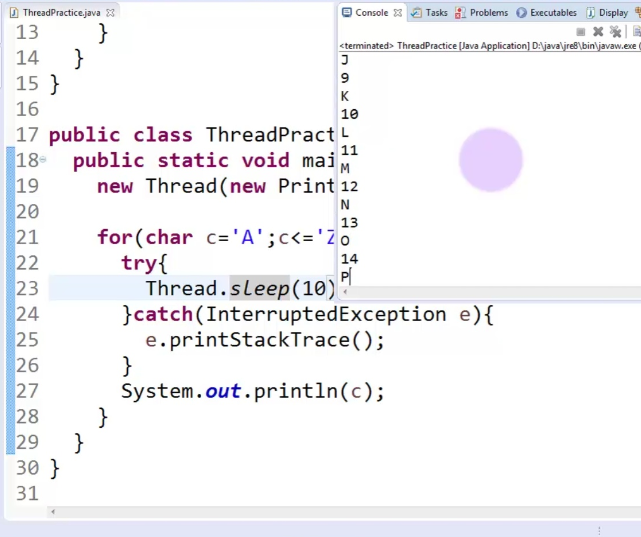 ThreadPractice.java
13 }
14 }
15 }
16
17 public class ThreadPract
18 public static void mai
19 new Thread(new Print
20
21 for(char c='A';c<='Z
22 try{
23 Thread.sleep(10)
24 }catch(InterruptedException e){
25 e.printStackTrace();
26 }
27 System.out.println(c);
28 }
29 }
30 }
31
Console Tasks Problems Executables Display
<terminated> ThreadPractice [Java Application] D:\java\jre8\bin\javaw.exe (
J
9
K
10
L
11
M
12
N
13
O
14
P